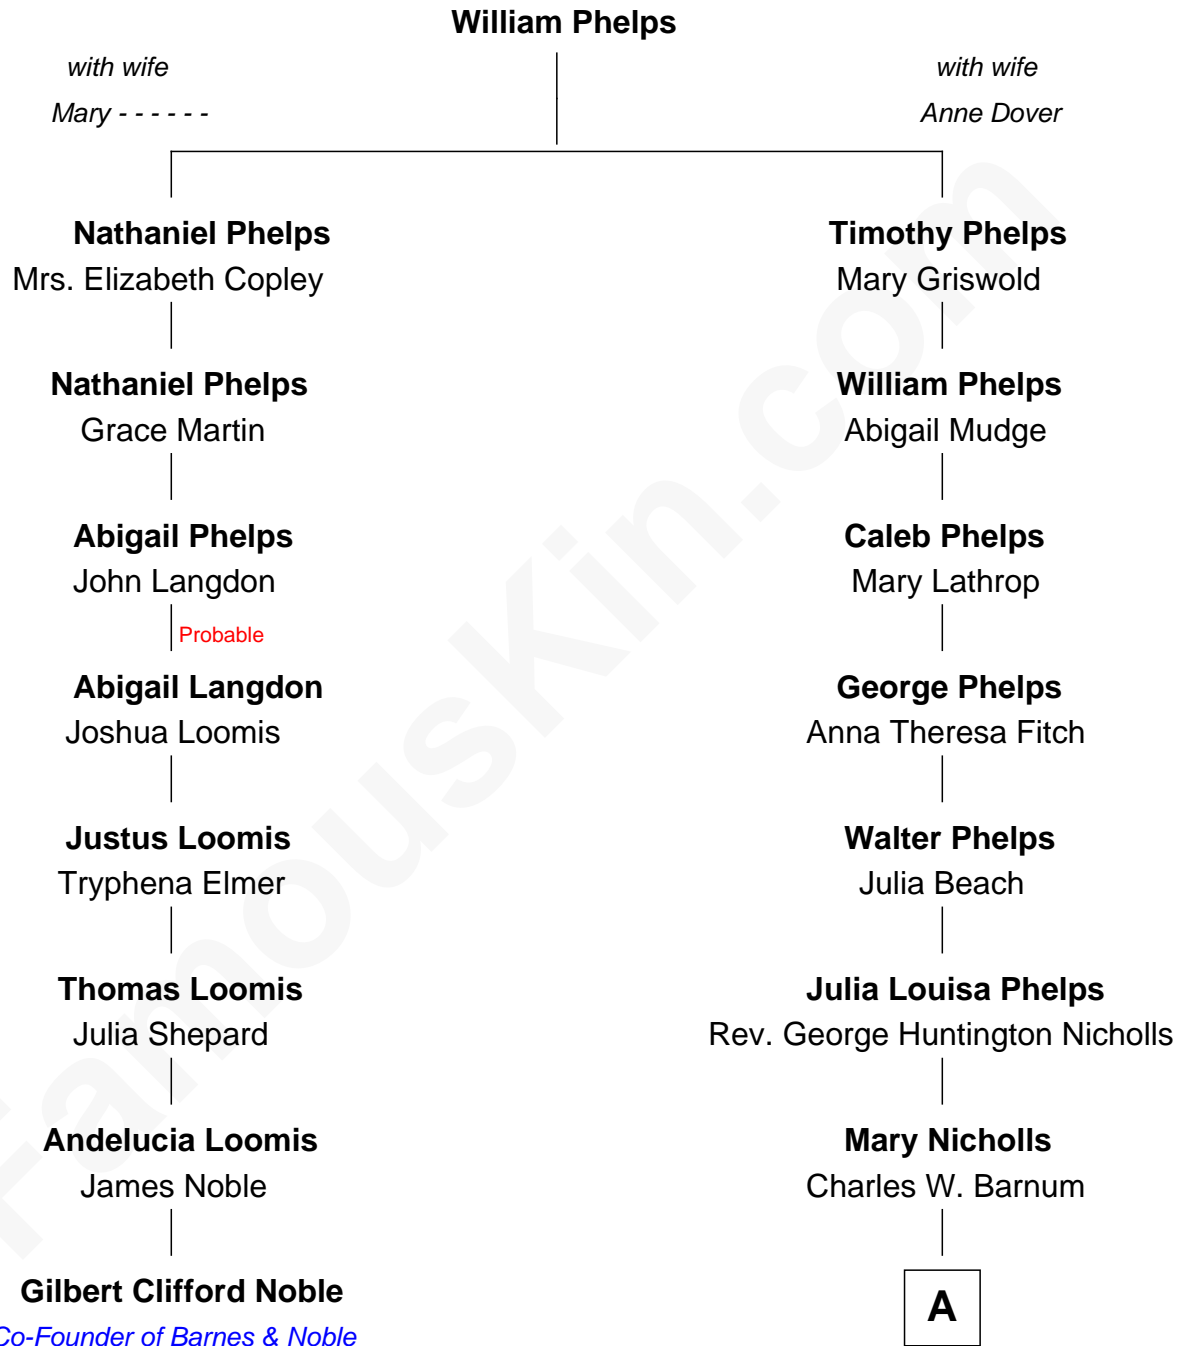 William Phelps
with wife
Mary - - - - - -
with wife
Anne Dover
Nathaniel Phelps
Mrs. Elizabeth Copley
Timothy Phelps
Mary Griswold
Nathaniel Phelps
Grace Martin
William Phelps
Abigail Mudge
Abigail Phelps
John Langdon
Caleb Phelps
Mary Lathrop
Probable
Abigail Langdon
Joshua Loomis
George Phelps
Anna Theresa Fitch
Justus Loomis
Tryphena Elmer
Walter Phelps
Julia Beach
Thomas Loomis
Julia Shepard
Julia Louisa Phelps
Rev. George Huntington Nicholls
Andelucia Loomis
James Noble
Mary Nicholls
Charles W. Barnum
Gilbert Clifford Noble
Co-Founder of Barnes & Noble
A
FamousKin.com